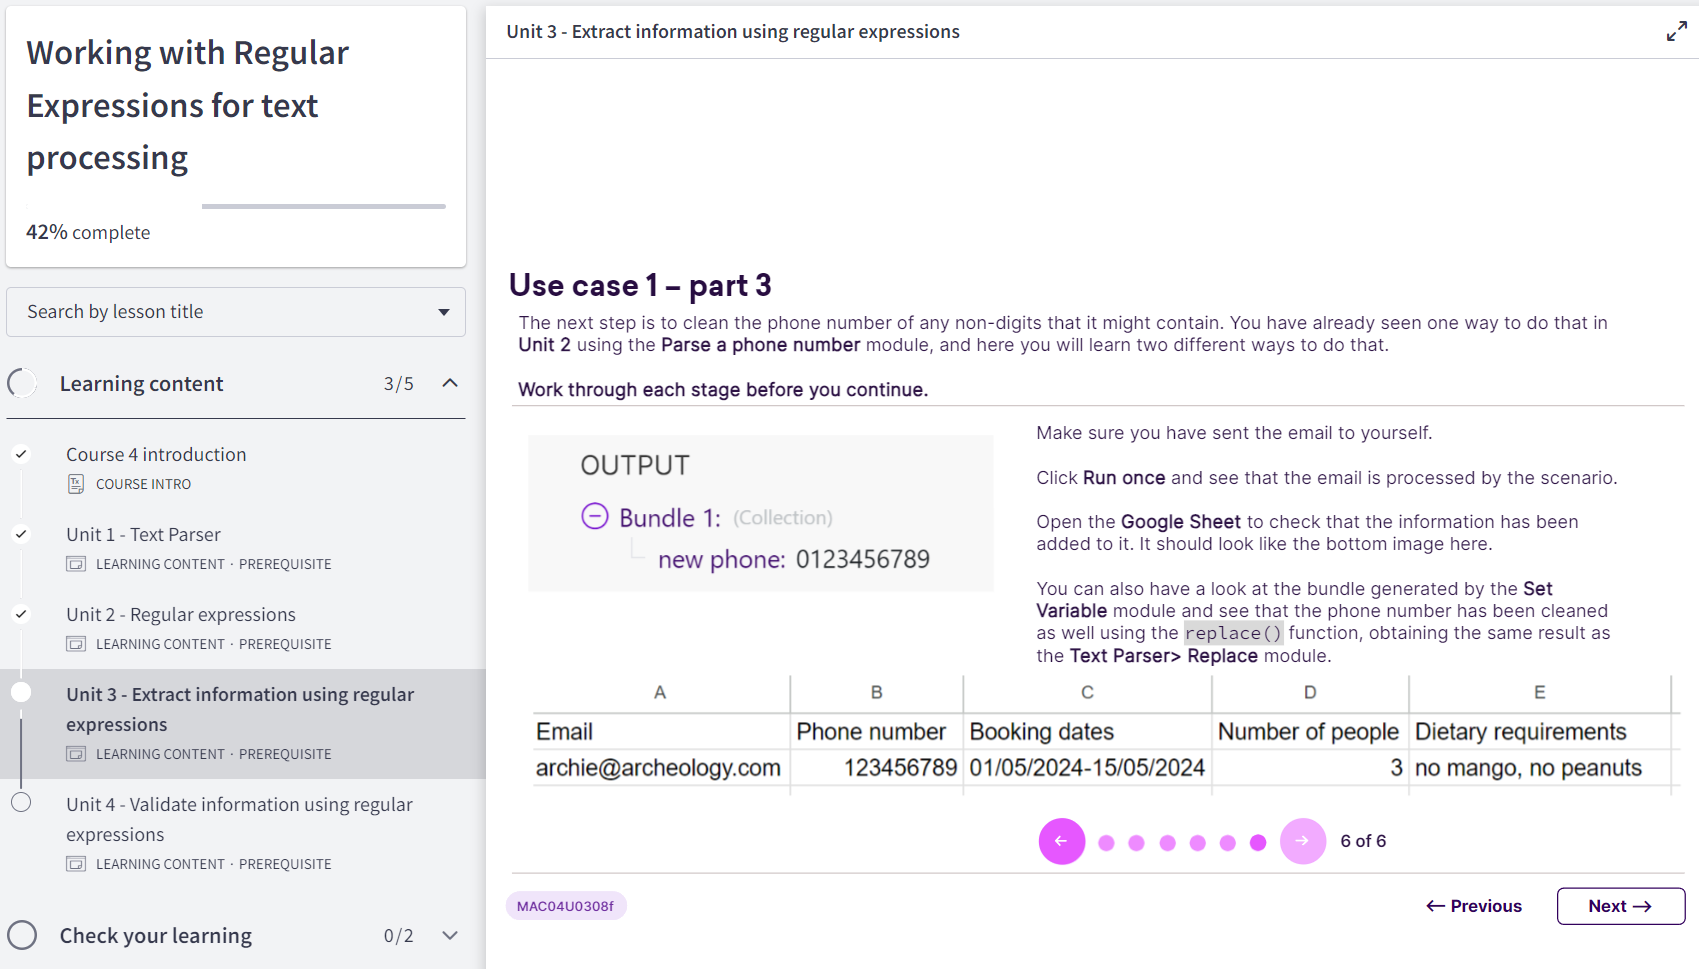 Working with Regular
Expressions for text
processing
42% complete
Search by lesson title
Learning content 3/5
Course 4 introduction
COURSE INTRO
Unit 1 - Text Parser
LEARNING CONTENT · PREREQUISITE
Unit 2 - Regular expressions
LEARNING CONTENT · PREREQUISITE
Unit 3 - Extract information using regular
expressions
LEARNING CONTENT · PREREQUISITE
Unit 4 - Validate information using regular
expressions
LEARNING CONTENT · PREREQUISITE
Check your learning 0/2
Unit 3 - Extract information using regular expressions
Use case 1 – part 3
The next step is to clean the phone number of any non-digits that it might contain. You have already seen one way to do that in
Unit 2 using the Parse a phone number module, and here you will learn two different ways to do that.
Work through each stage before you continue.
OUTPUT
Bundle 1: (Collection)
new phone: 0123456789
Make sure you have sent the email to yourself.
Click Run once and see that the email is processed by the scenario.
Open the Google Sheet to check that the information has been
added to it. It should look like the bottom image here.
You can also have a look at the bundle generated by the Set
Variable module and see that the phone number has been cleaned
as well using the replace() function, obtaining the same result as
the Text Parser> Replace module.
A B C D E
Email Phone number Booking dates Number of people Dietary requirements
archie@archeology.com 123456789 01/05/2024-15/05/2024 3 no mango, no peanuts
6 of 6
MAC04U0308f
← Previous Next →